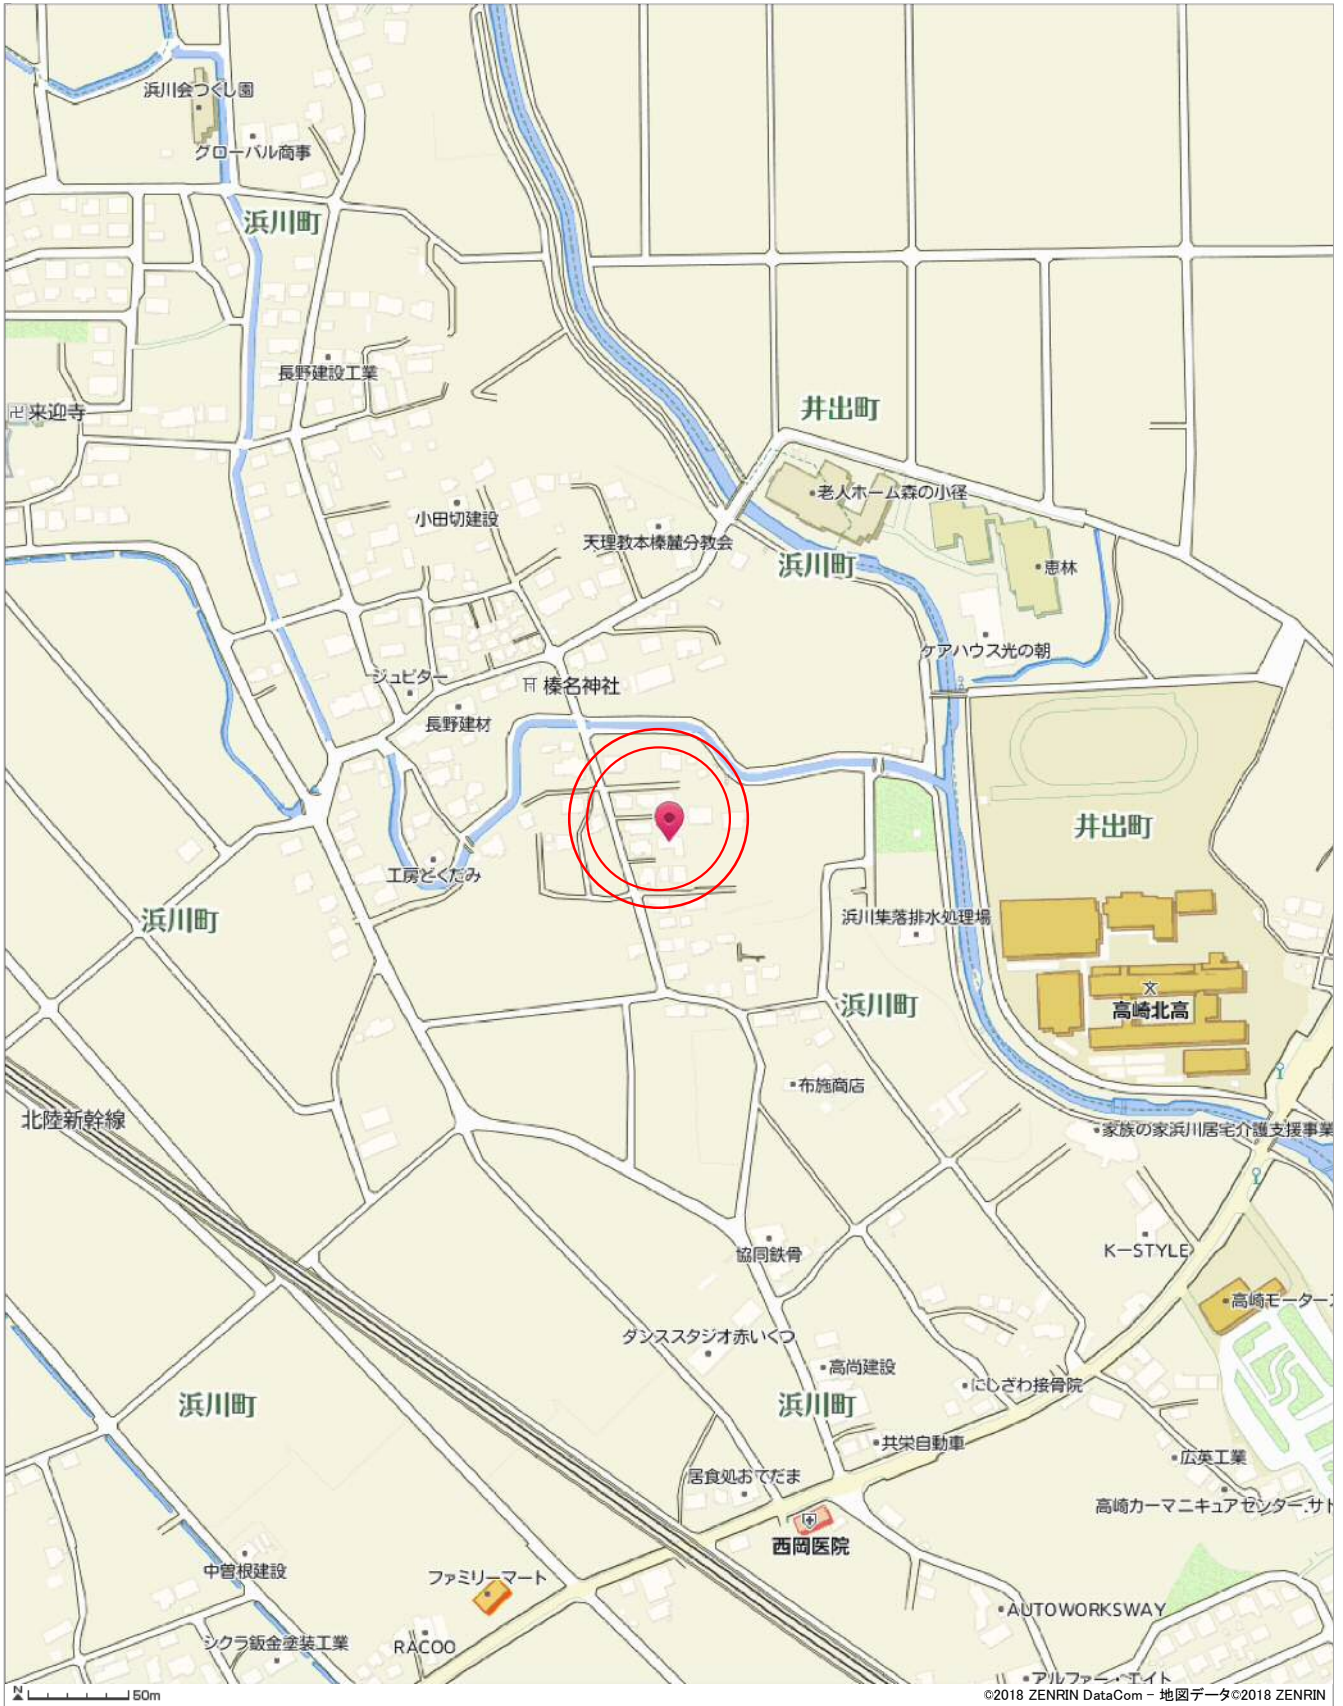 浜川会つくし園
グローバル商事
浜川町
長野建設工業
卍来迎寺
井出町
老人ホーム森の小径
小田切建設
天理教本榛麓分教会
浜川町
恵林
ケアハウス光の朝
ジュピター
榛名神社
長野建材
井出町
工房どくだみ
浜川町
浜川集落排水処理場
文
高崎北高
浜川町
布施商店
北陸新幹線
家族の家浜川居宅介護支援事業
協同鉄骨
K-STYLE
高崎モーター
ダンススタジオ赤いくつ
高尚建設
にしざわ接骨院
浜川町
浜川町
共栄自動車
居食処おてだま
広英工業
高崎カーマニキュアセンター.サト
西岡医院
中曽根建設
ファミリーマート
AUTOWORKSWAY
シクラ鈑金塗装工業
RACOO
アルファー・エイト
N
50m
©2018 ZENRIN DataCom - 地図データ©2018 ZENRIN